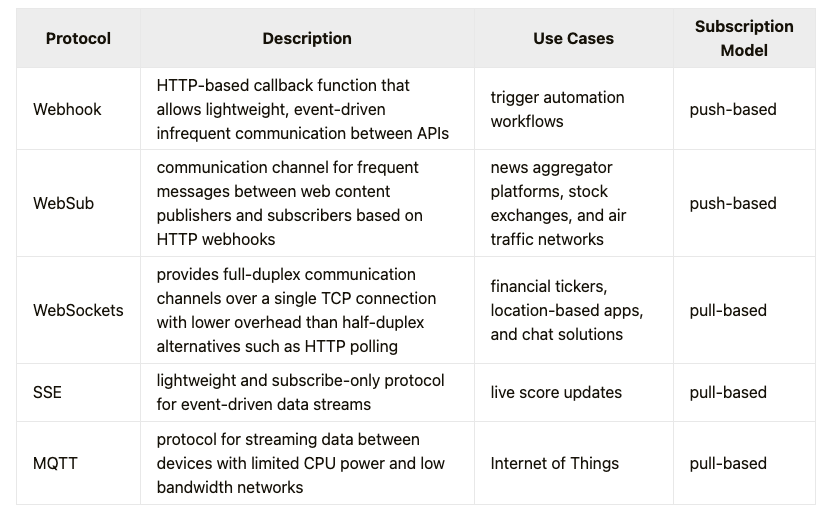 Protocol
Description
Use Cases
Subscription
Model
Webhook
HTTP-based callback function that
allows lightweight, event-driven
infrequent communication between APIs
trigger automation
workflows
push-based
WebSub
communication channel for frequent
messages between web content
publishers and subscribers based on
HTTP webhooks
news aggregator
platforms, stock
exchanges, and air
traffic networks
push-based
WebSockets
provides full-duplex communication
channels over a single TCP connection
with lower overhead than half-duplex
alternatives such as HTTP polling
financial tickers,
location-based apps,
and chat solutions
pull-based
SSE
lightweight and subscribe-only protocol
for event-driven data streams
live score updates
pull-based
MQTT
protocol for streaming data between
devices with limited CPU power and low
bandwidth networks
Internet of Things
pull-based